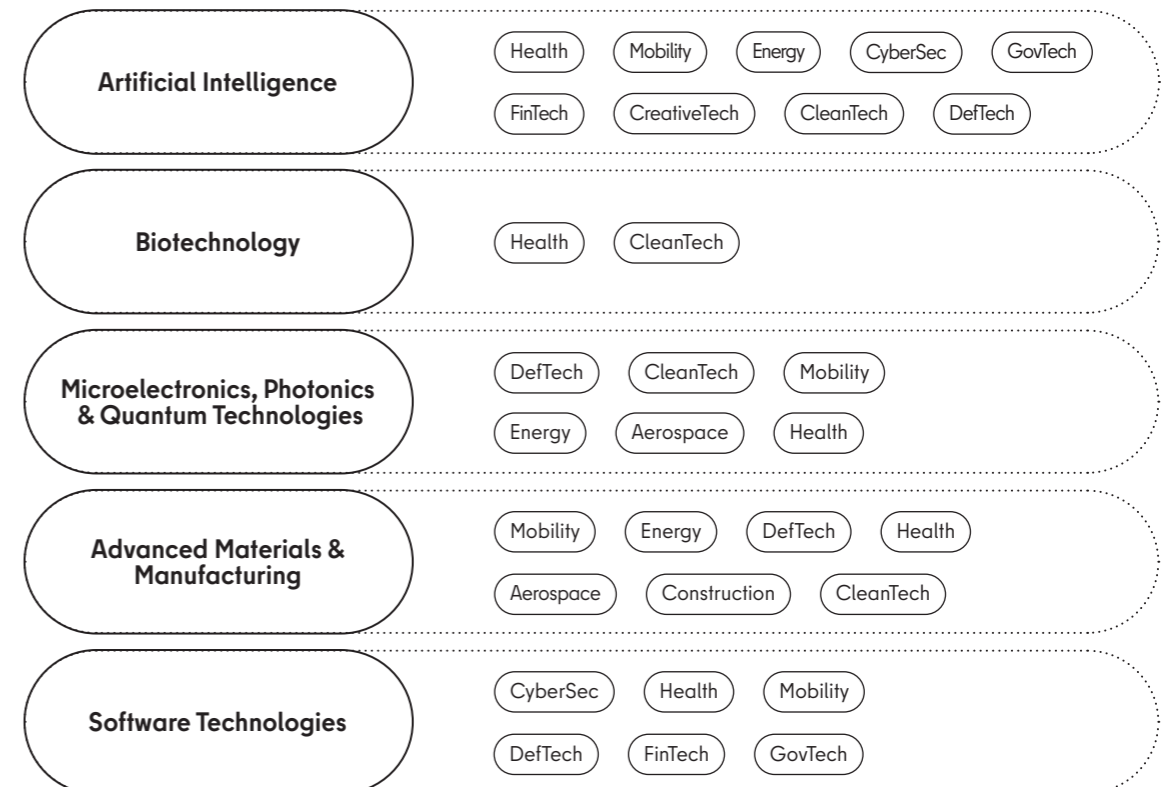 Artificial Intelligence
Health Mobility Energy CyberSec GovTech
FinTech CreativeTech CleanTech DefTech
Biotechnology
Health CleanTech
Microelectronics, Photonics
& Quantum Technologies
DefTech CleanTech Mobility
Energy Aerospace Health
Advanced Materials &
Manufacturing
Mobility Energy DefTech Health
Aerospace Construction CleanTech
Software Technologies
CyberSec Health Mobility
DefTech FinTech GovTech